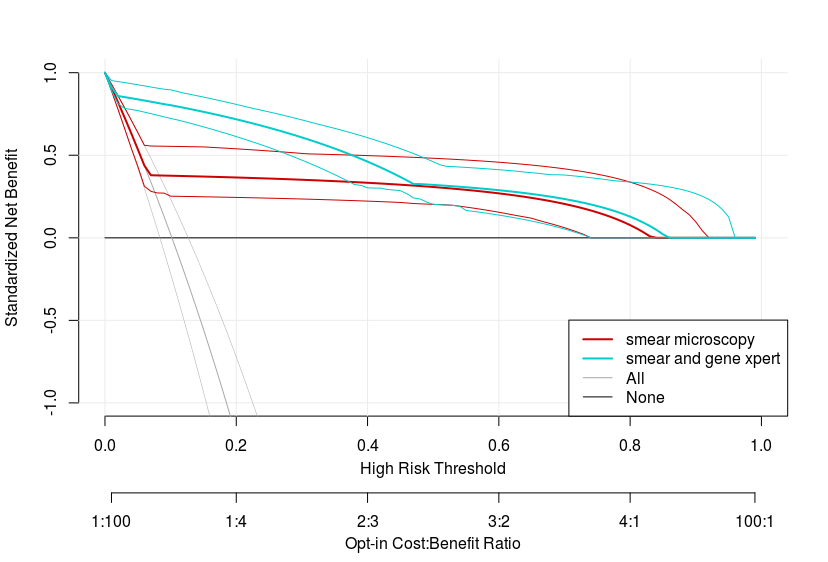 Standardized Net Benefit
1.0
0.5
0.0
-0.5
-1.0
smear microscopy
smear and gene xpert
All
None
0.0 0.2 0.4 0.6 0.8 1.0
High Risk Threshold
1:100 1:4 2:3 3:2 4:1 100:1
Opt-in Cost:Benefit Ratio